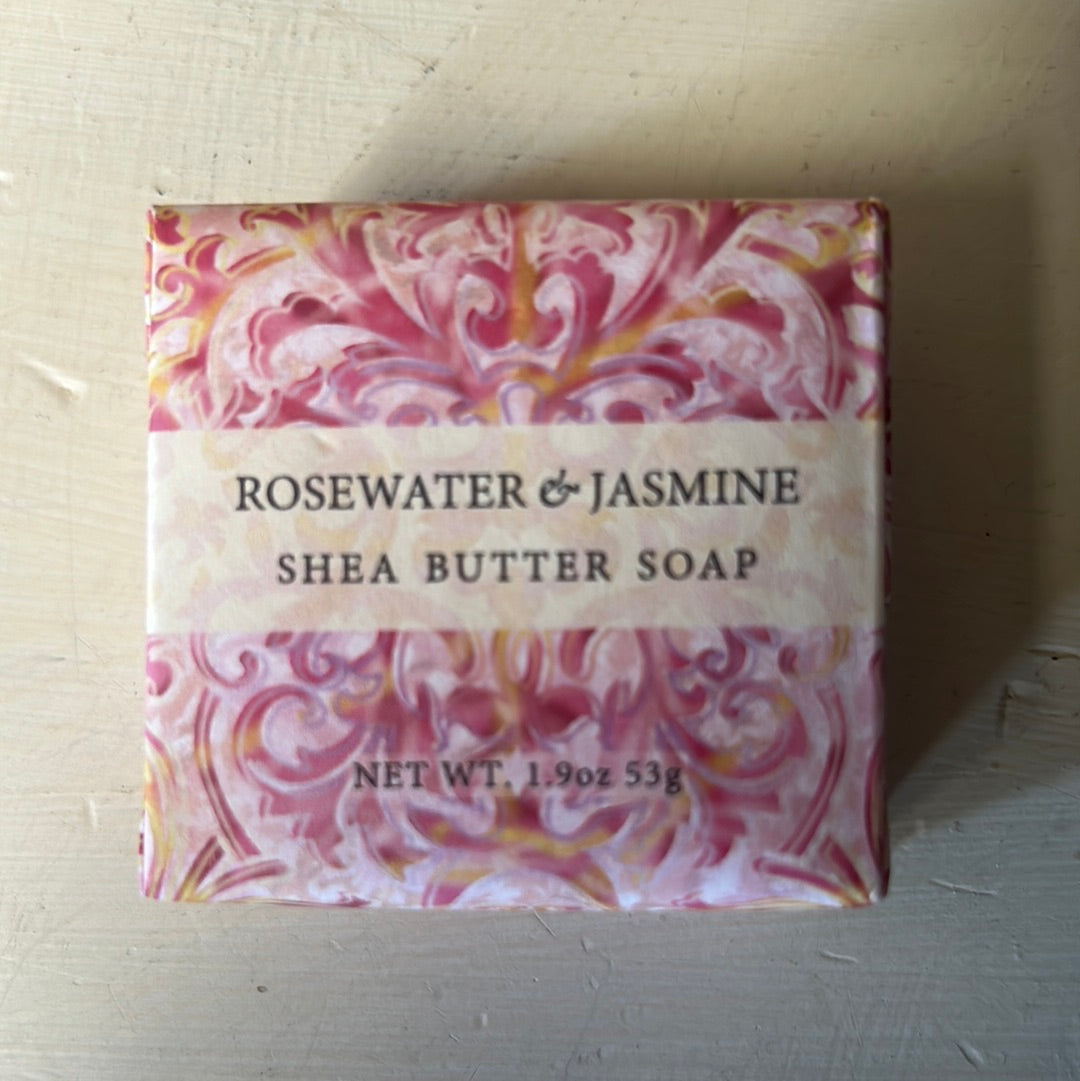 ROSEWATER & JASMINE
SHEA BUTTER SOAP
NET WT. 1.9oz 53g